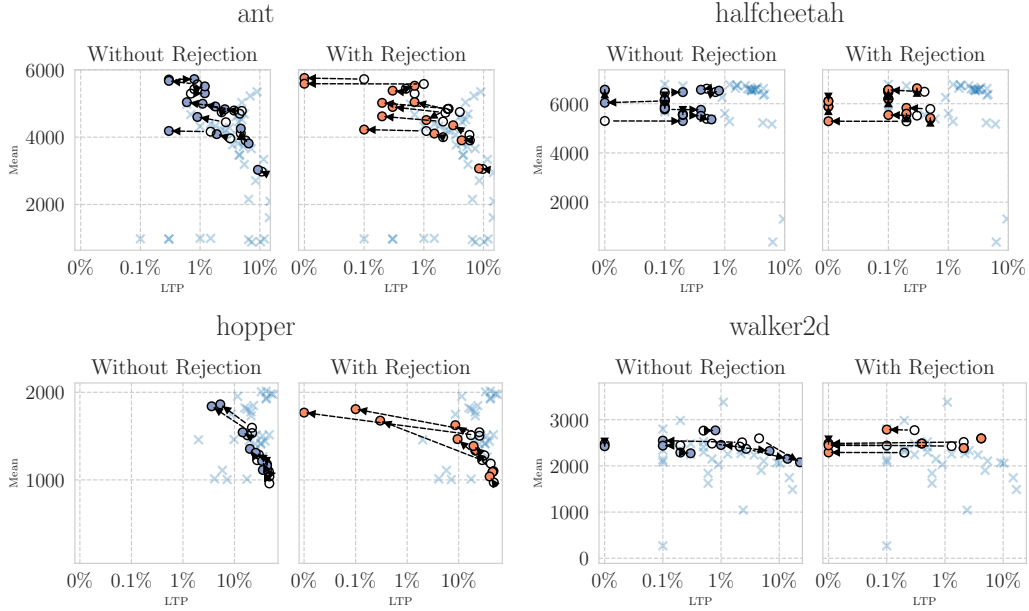 ant
Without Rejection
With Rejection
6000
4000
2000
Mean
0%
0.1%
1%
10%
LTP
0%
0.1%
1%
10%
LTP
halfcheetah
Without Rejection
With Rejection
6000
4000
2000
Mean
0%
0.1%
1%
10%
LTP
0%
0.1%
1%
10%
LTP
hopper
Without Rejection
With Rejection
2000
1000
Mean
0%
0.1%
1%
10%
LTP
0%
0.1%
1%
10%
LTP
walker2d
Without Rejection
With Rejection
3000
2000
1000
0
Mean
0%
0.1%
1%
10%
LTP
0%
0.1%
1%
10%
LTP